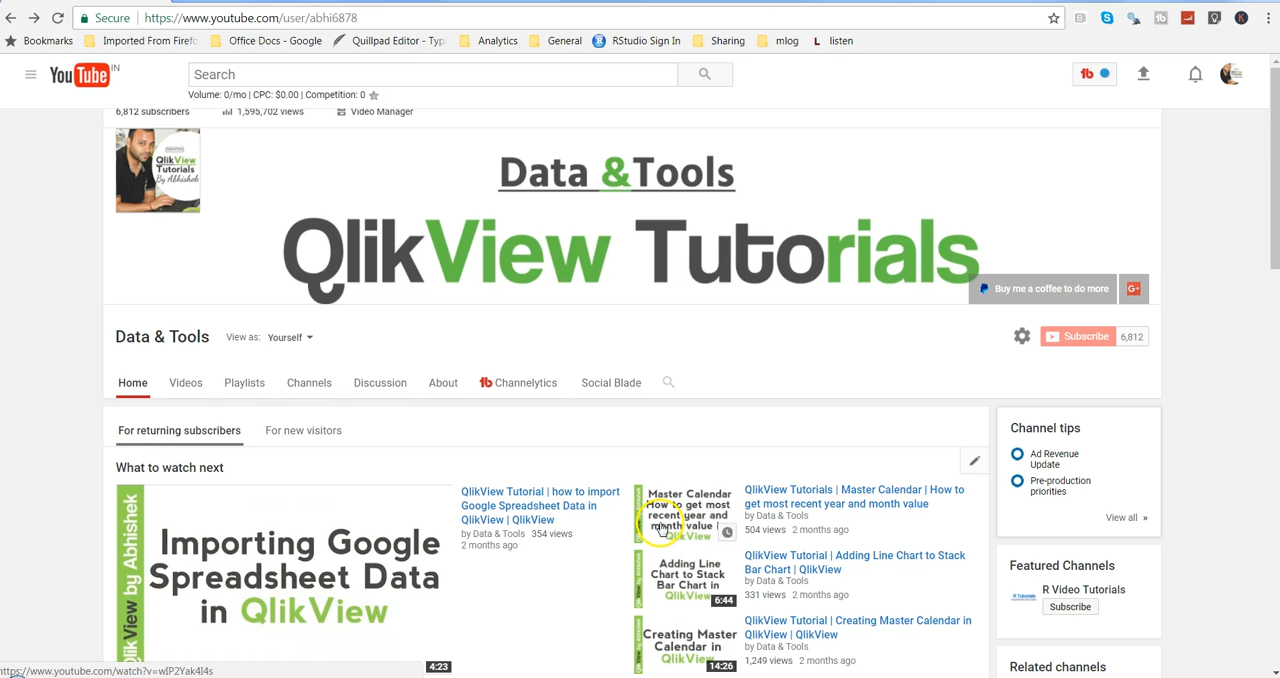 Secure https://www.youtube.com/user/abhi6878
Bookmarks Imported From Firefo Office Docs - Google Quillpad Editor - Typi Analytics General RStudio Sign In Sharing mlog listen
YouTube IN Search
Volume: 0/mo | CPC: $0.00 | Competition: 0
6,812 subscribers 1,595,702 views Video Manager
QlikView
Tutorials
By Abhishek
Data &Tools
QlikView Tutorials
Buy me a coffee to do more G+
Data & Tools View as: Yourself Subscribe 6,812
Home Videos Playlists Channels Discussion About tb Channelytics Social Blade
For returning subscribers For new visitors
What to watch next
QlikView by Abhishek
Importing Google
Spreadsheet Data
in QlikView
4:23
QlikView Tutorial | how to import
Google Spreadsheet Data in
QlikView | QlikView
by Data & Tools 354 views
2 months ago
Master Calendar
How to get most
recent year and
month value
QlikView
QlikView Tutorials | Master Calendar | How to
get most recent year and month value
by Data & Tools
504 views 2 months ago
Adding Line
Chart to Stack
Bar Chart in
QlikView
6:44
QlikView Tutorial | Adding Line Chart to Stack
Bar Chart | QlikView
by Data & Tools
331 views 2 months ago
Creating Master
Calendar in
QlikView
14:26
QlikView Tutorial | Creating Master Calendar in
QlikView | QlikView
by Data & Tools
1,249 views 2 months ago
Channel tips
Ad Revenue
Update
Pre-production
priorities
View all »
Featured Channels
R Tutorials
R Video Tutorials
Subscribe
Related channels
https://www.youtube.com/watch?v=wIP2Yak4I4s